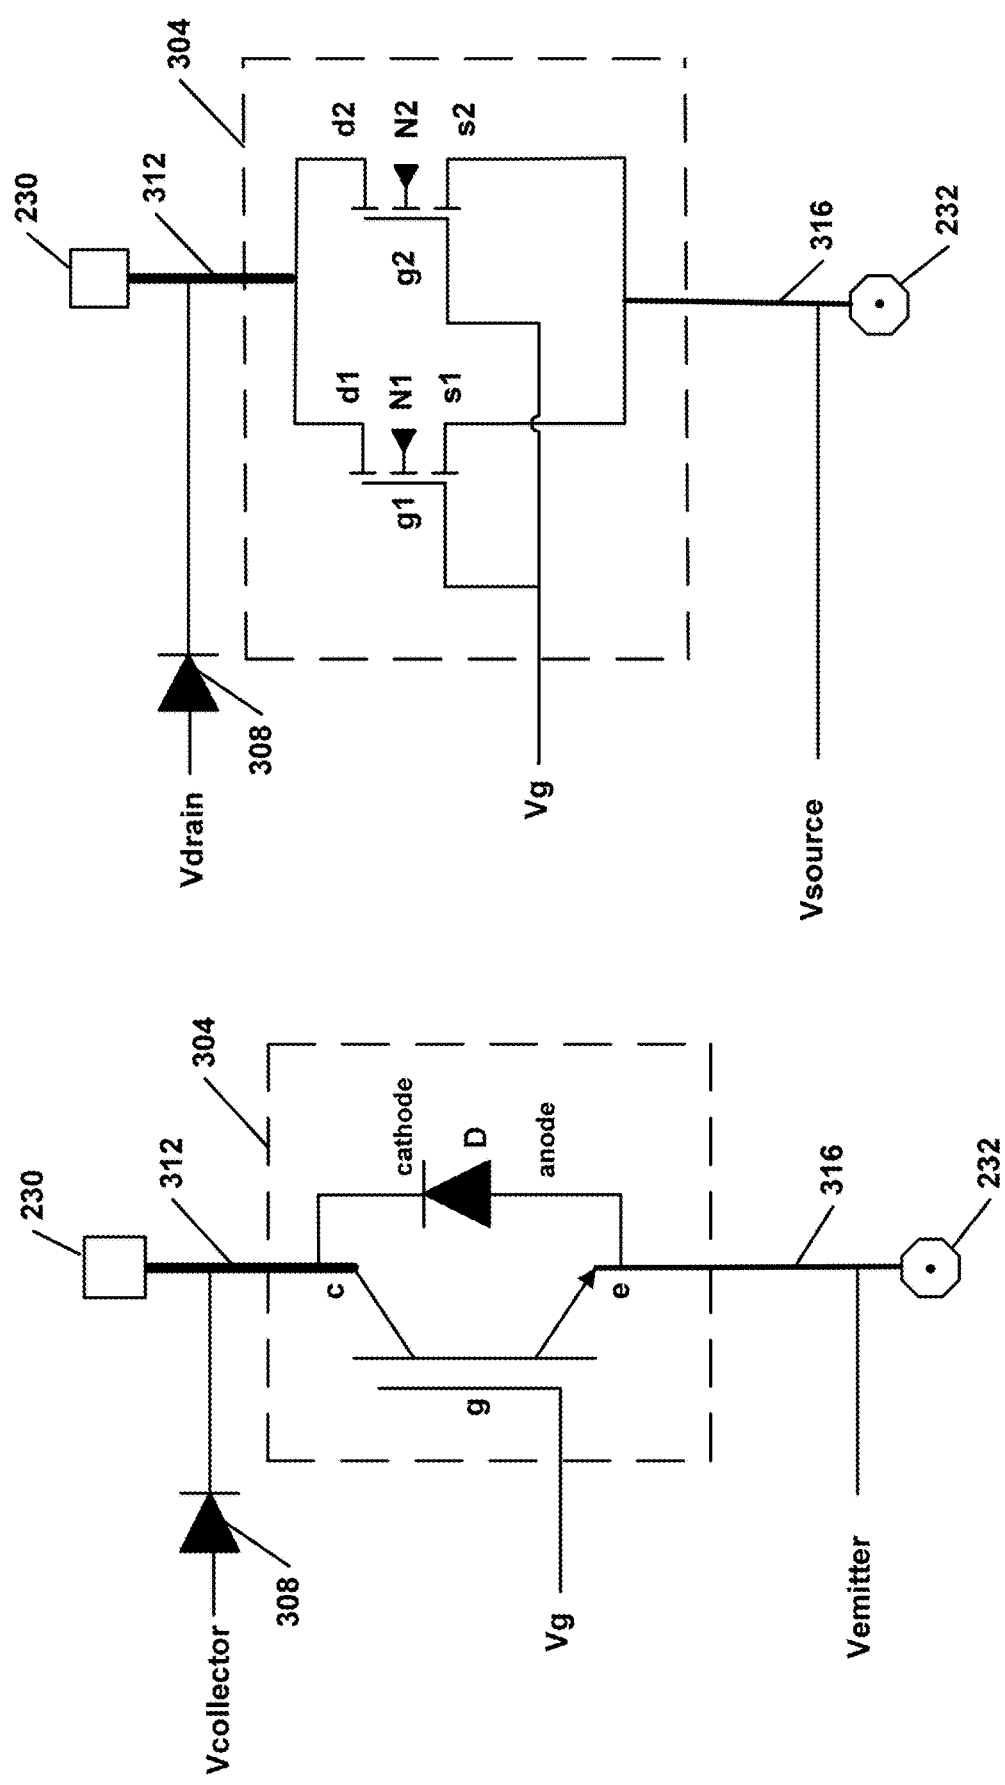 230
312
304
c
cathode
D
anode
g
e
308
Vcollector
Vg
Vemitter
316
232
230
312
304
d1
N1
s1
g1
d2
N2
s2
g2
308
Vdrain
Vg
Vsource
316
232